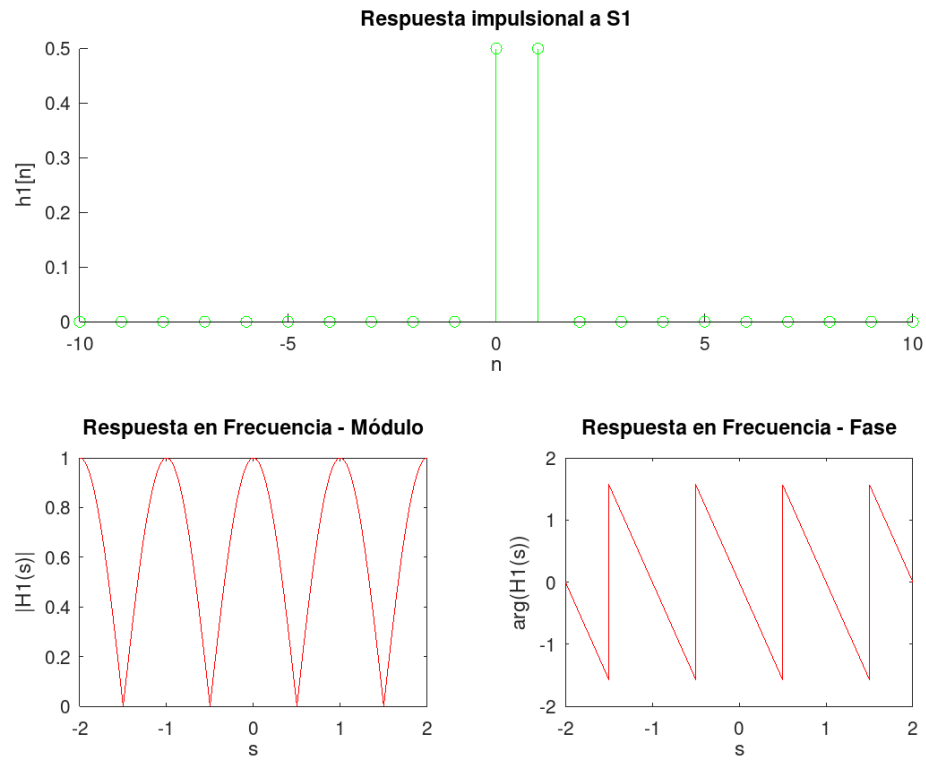 Respuesta impulsional a S1
0.5
0.4
0.3
0.2
0.1
0
h1[n]
-10 -5 0 5 10
n
Respuesta en Frecuencia - Módulo
1
0.8
0.6
0.4
0.2
0
|H1(s)|
-2 -1 0 1 2
s
Respuesta en Frecuencia - Fase
2
1
0
-1
-2
arg(H1(s))
-2 -1 0 1 2
s